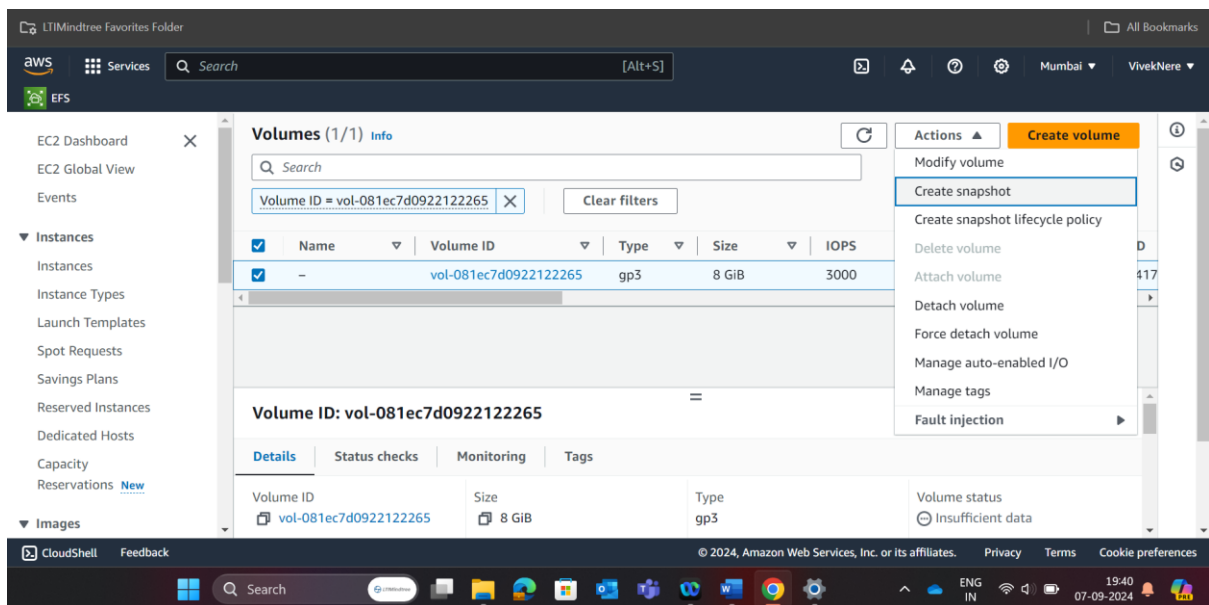 LTIMindtree Favorites Folder
All Bookmarks
aws
Services
Search
[Alt+S]
Mumbai
VivekNere
EFS
EC2 Dashboard
EC2 Global View
Events
Instances
Instances
Instance Types
Launch Templates
Spot Requests
Savings Plans
Reserved Instances
Dedicated Hosts
Capacity
Reservations New
Images
Volumes (1/1) Info
Actions
Create volume
Search
Volume ID = vol-081ec7d0922122265
Clear filters
Name
Volume ID
Type
Size
IOPS
D
–
vol-081ec7d0922122265
gp3
8 GiB
3000
417
Modify volume
Create snapshot
Create snapshot lifecycle policy
Delete volume
Attach volume
Detach volume
Force detach volume
Manage auto-enabled I/O
Manage tags
Fault injection
Volume ID: vol-081ec7d0922122265
Details
Status checks
Monitoring
Tags
Volume ID
vol-081ec7d0922122265
Size
8 GiB
Type
gp3
Volume status
Insufficient data
CloudShell
Feedback
© 2024, Amazon Web Services, Inc. or its affiliates.
Privacy
Terms
Cookie preferences
Search
LTIMindtree
ENG
IN
19:40
07-09-2024
PRE